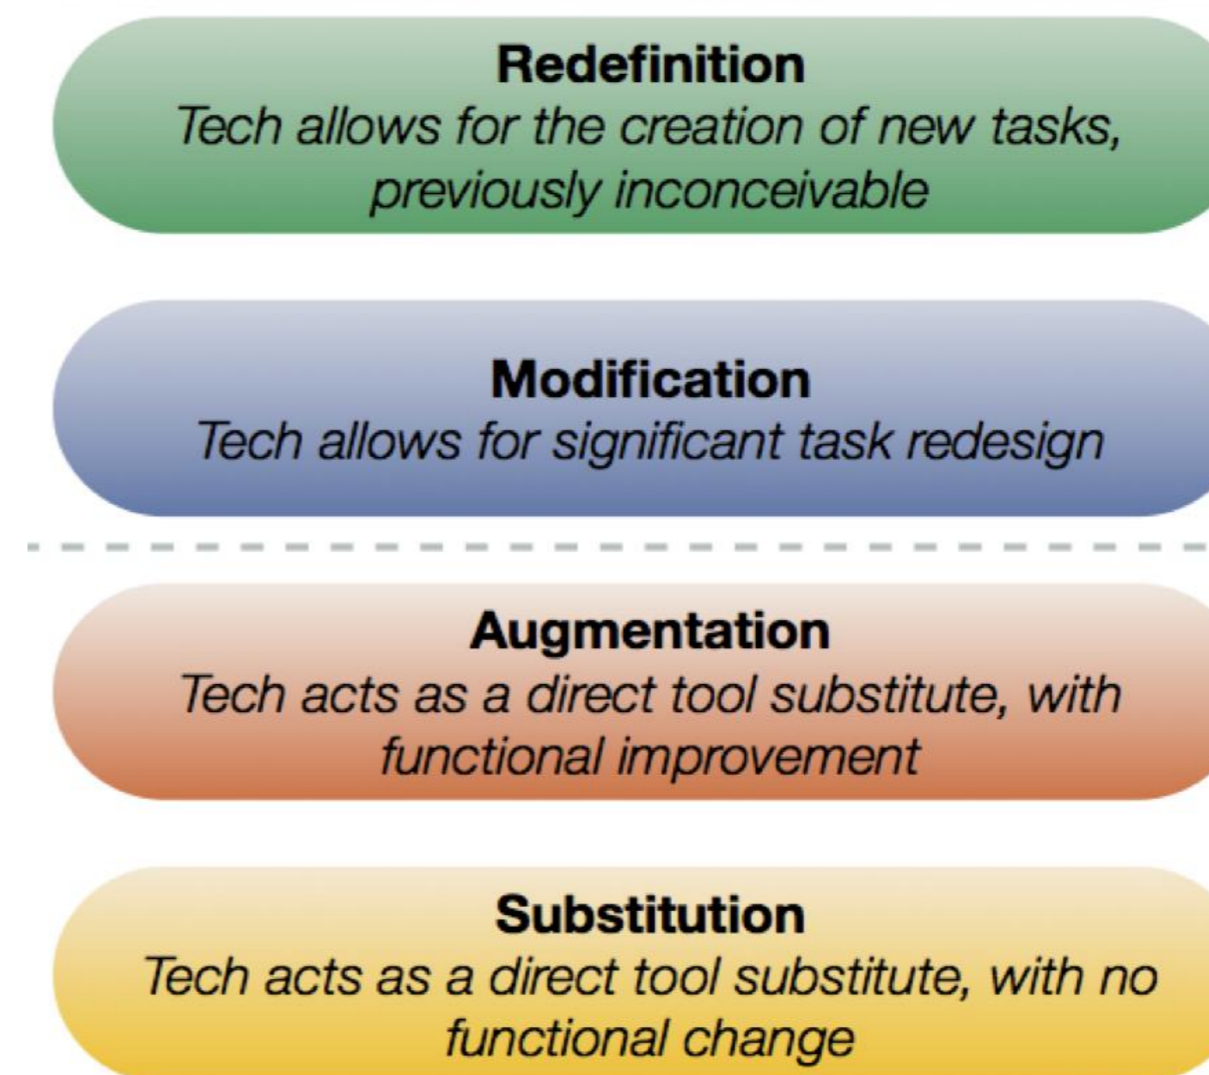 Redefinition
Tech allows for the creation of new tasks,
previously inconceivable
Modification
Tech allows for significant task redesign
Augmentation
Tech acts as a direct tool substitute, with
functional improvement
Substitution
Tech acts as a direct tool substitute, with no
functional change